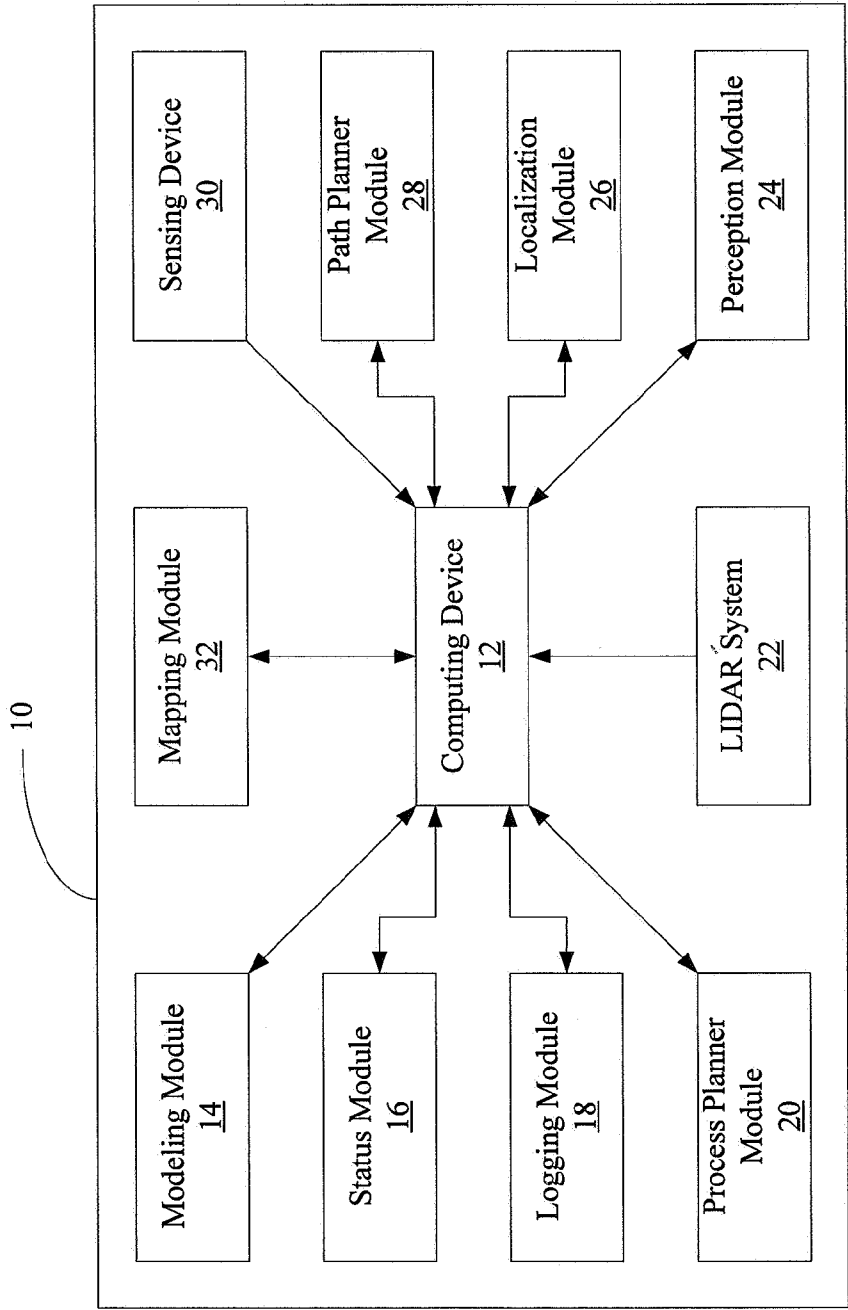 10
Modeling Module
14
Mapping Module
32
Sensing Device
30
Status Module
16
Path Planner
Module
28
Computing Device
12
Logging Module
18
Localization
Module
26
Process Planner
Module
20
LIDAR System
22
Perception Module
24